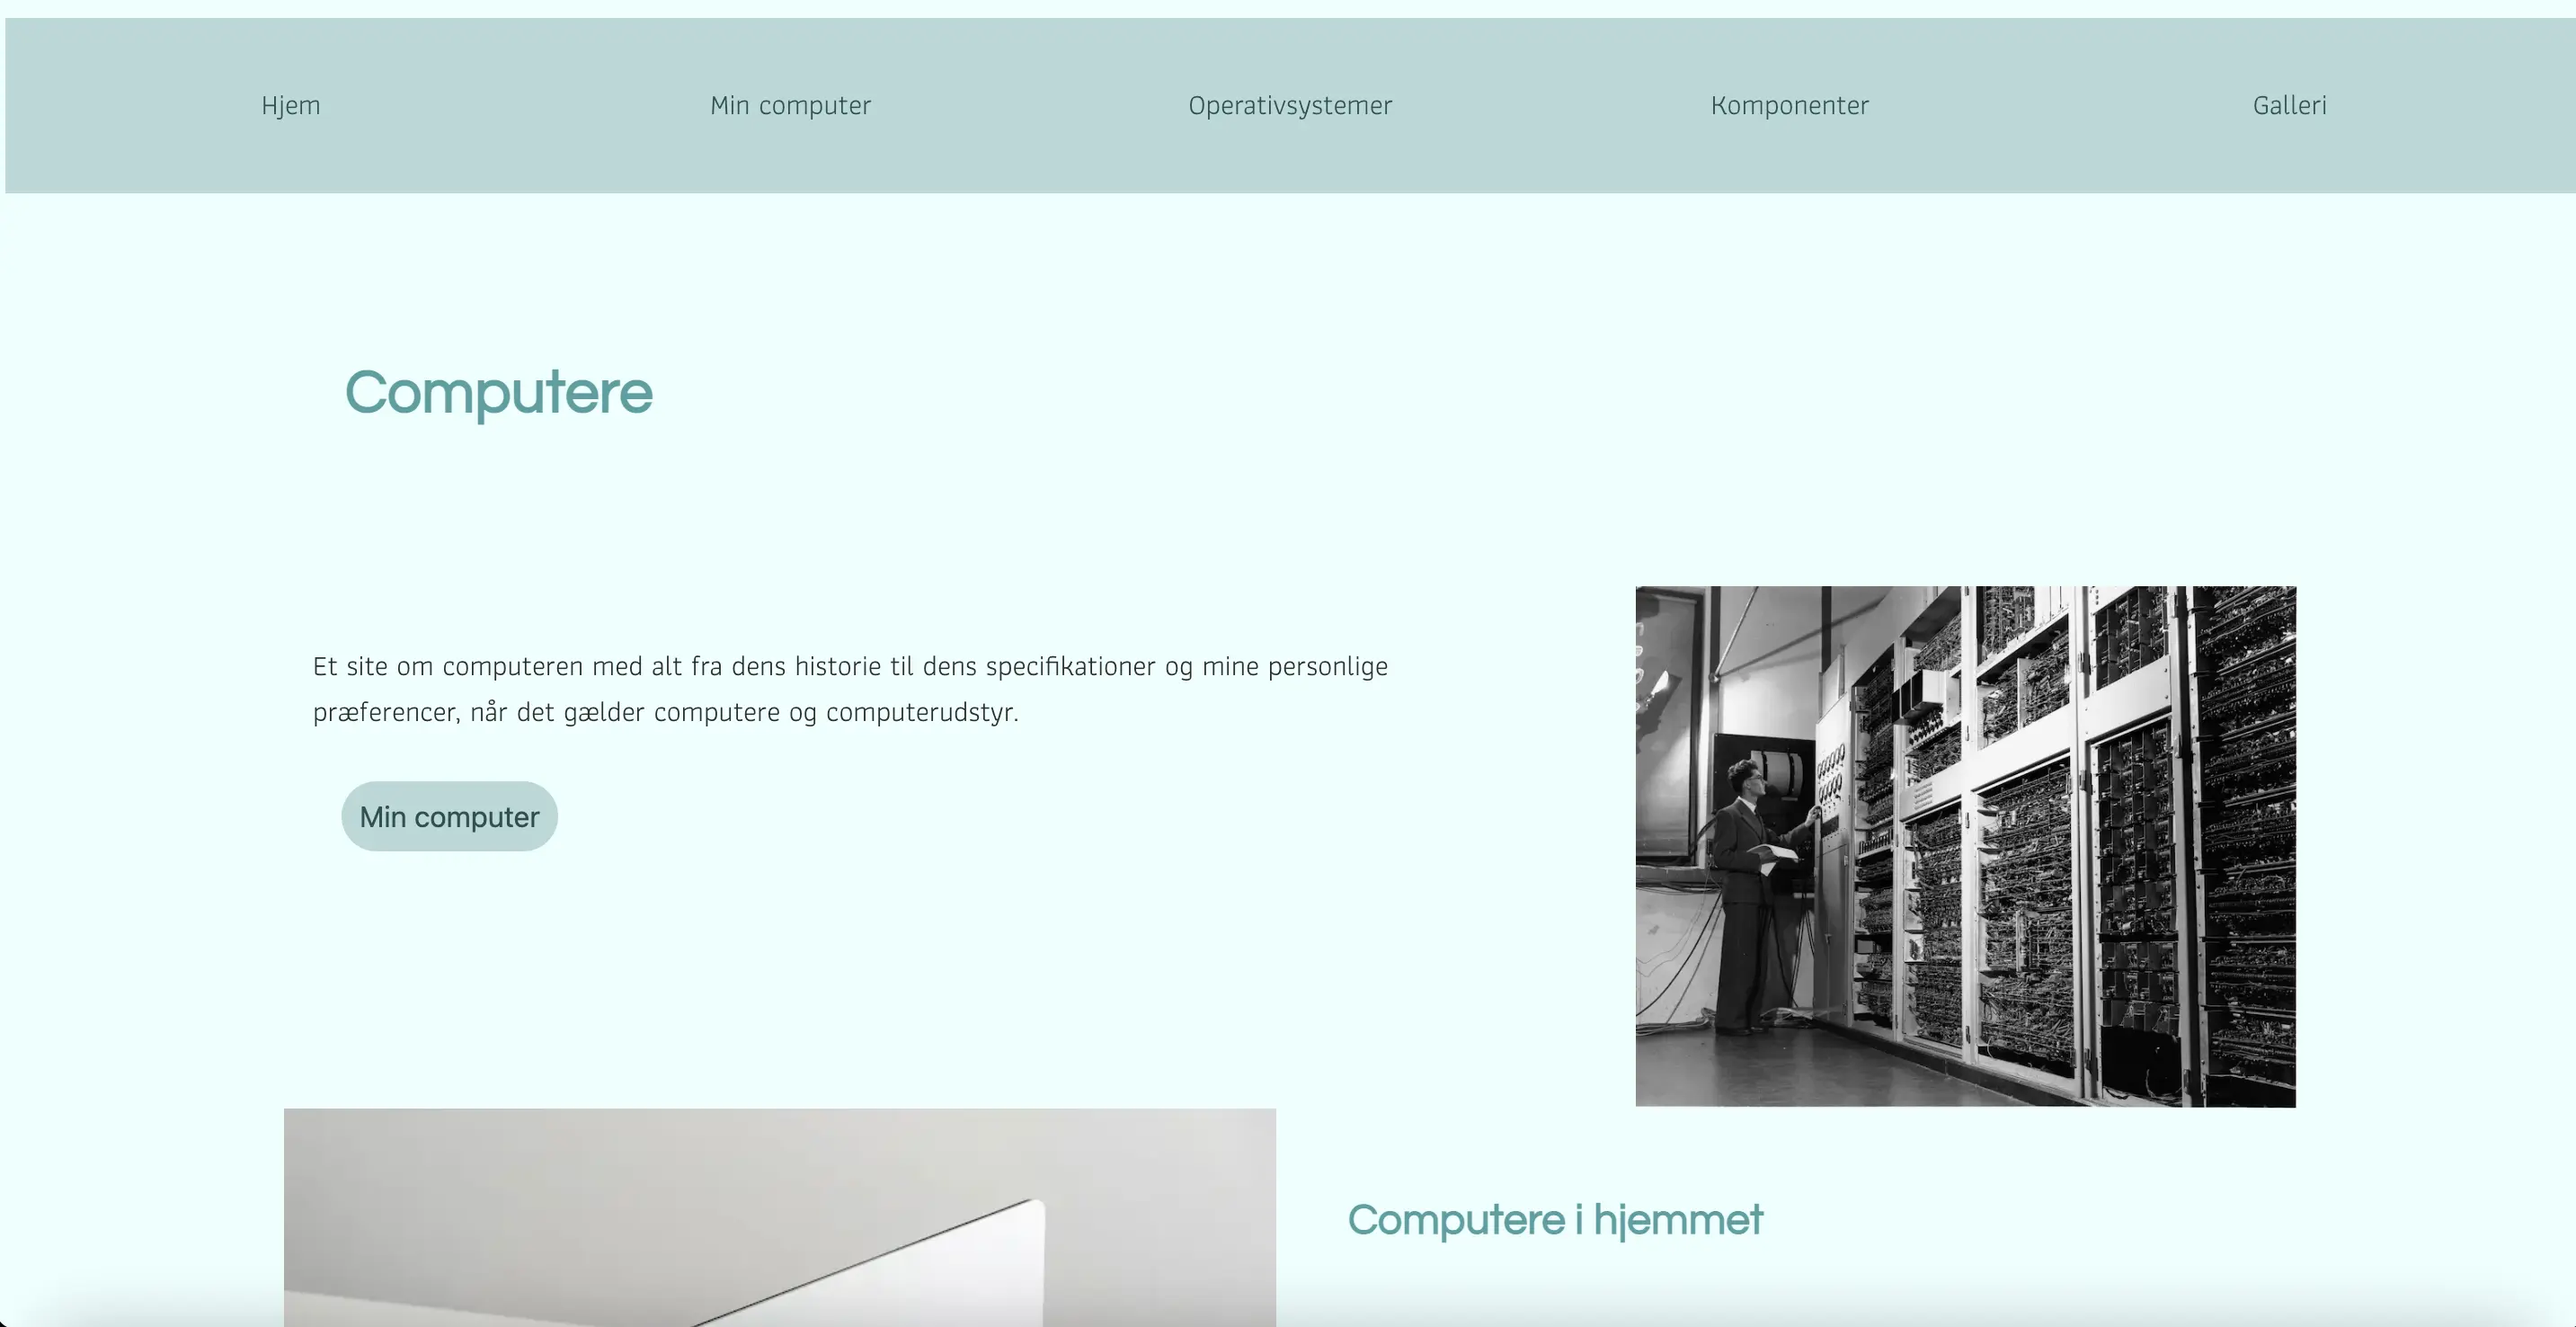 Hjem
Min computer
Operativsystemer
Komponenter
Galleri
Computere
Et site om computeren med alt fra dens historie til dens specifikationer og mine personlige
præferencer, når det gælder computere og computerudstyr.
Min computer
Computere i hjemmet